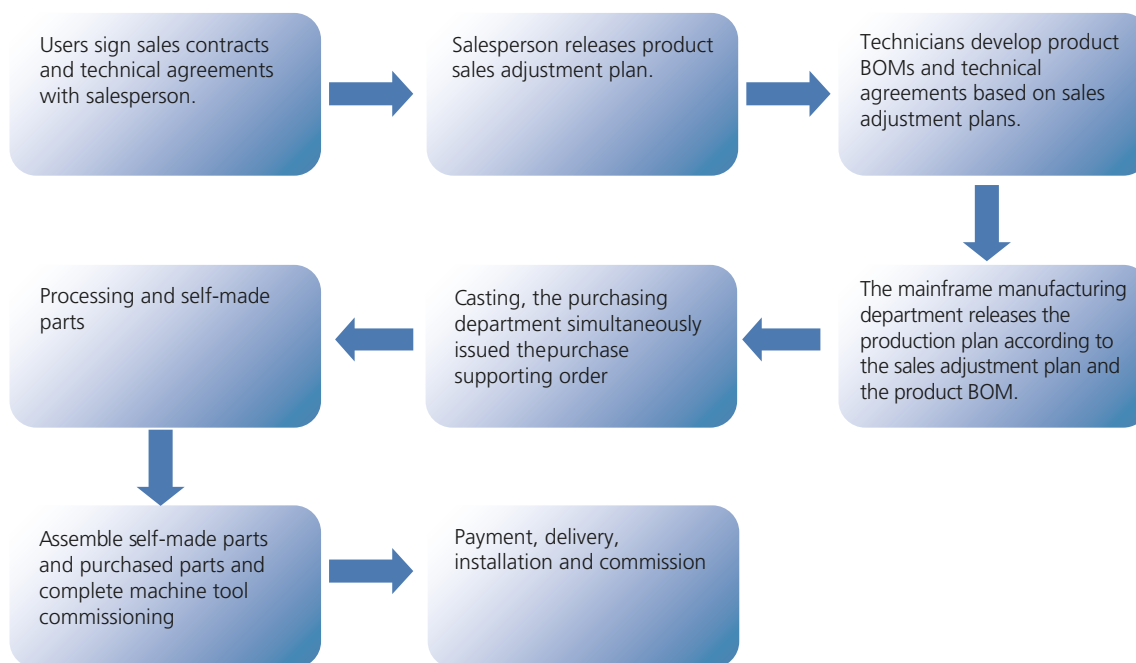 Users sign sales contracts
and technical agreements
with salesperson.
Salesperson releases product
sales adjustment plan.
Technicians develop product
BOMs and technical
agreements based on sales
adjustment plans.
The mainframe manufacturing
department releases the
production plan according to
the sales adjustment plan and
the product BOM.
Casting, the purchasing
department simultaneously
issued thepurchase
supporting order
Processing and self-made
parts
Assemble self-made parts
and purchased parts and
complete machine tool
commissioning
Payment, delivery,
installation and commission